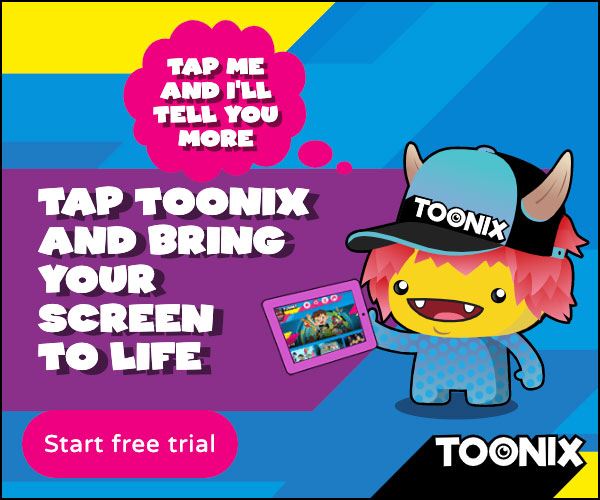 TAP ME
AND I'LL
TELL YOU
MORE
TAP TOONIX
AND BRING
YOUR
SCREEN
TO LIFE
TOONIX
Start free trial
TOONIX